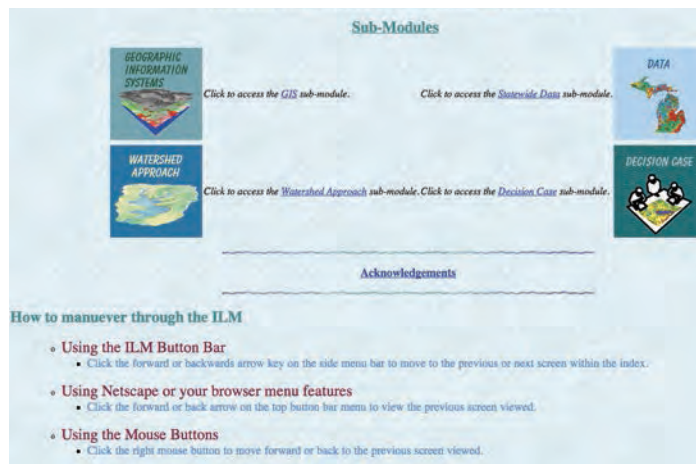 Sub-Modules
GEOGRAPHIC
INFORMATION
SYSTEMS
Click to access the GIS sub-module.
Click to access the Statewide Data sub-module.
DATA
WATERSHED
APPROACH
Click to access the Watershed Approach sub-module.
Click to access the Decision Case sub-module.
DECISION CASE
Acknowledgements
How to manuever through the ILM
Using the ILM Button Bar
Click the forward or backwards arrow key on the side menu bar to move to the previous or next screen within the index.
Using Netscape or your browser menu features
Click the forward or back arrow on the top button bar menu to view the previous screen viewed.
Using the Mouse Buttons
Click the right mouse button to move forward or back to the previous screen viewed.